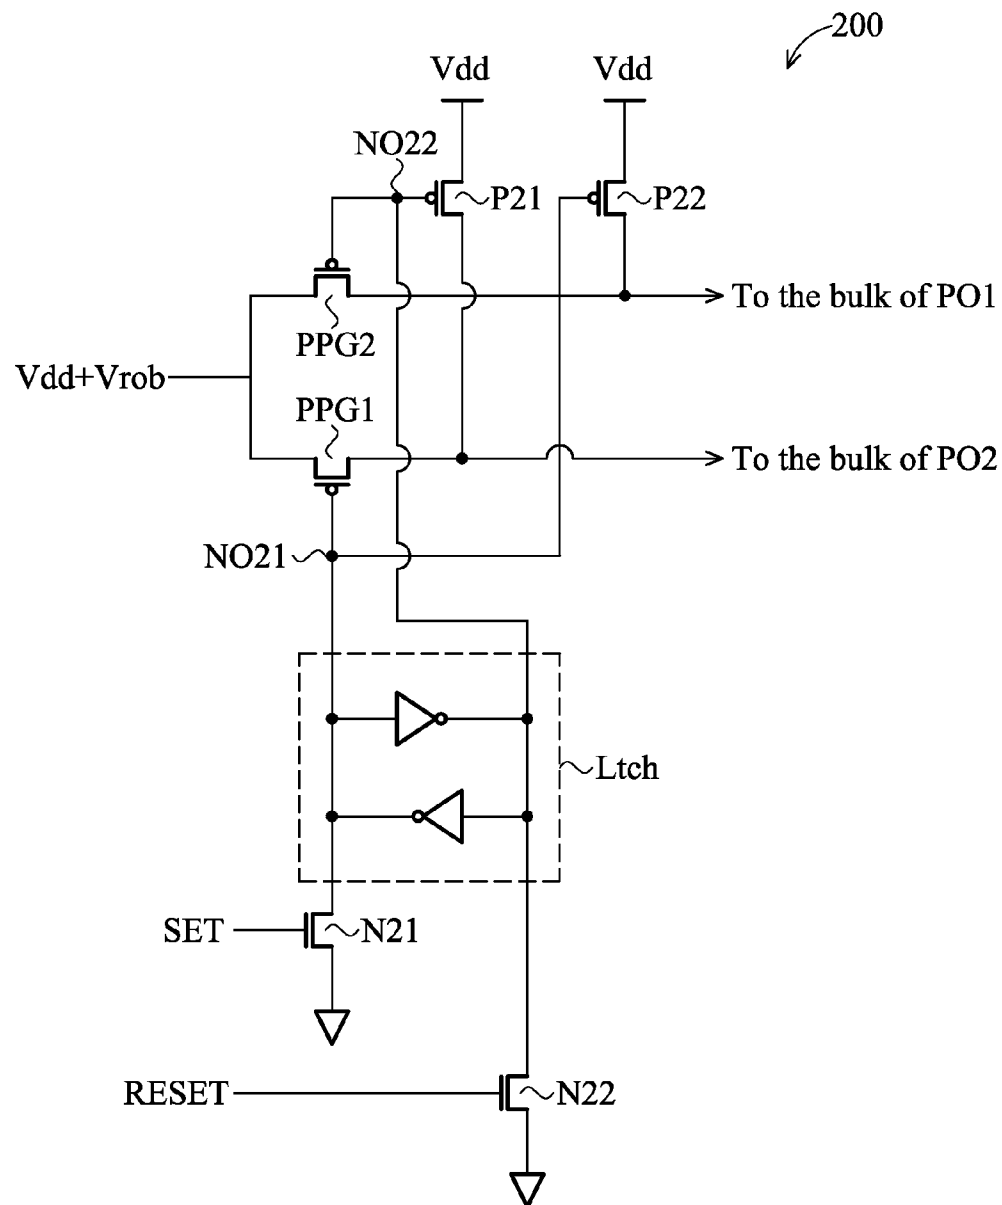 200
Vdd
Vdd
NO22
P21
P22
To the bulk of PO1
PPG2
Vdd+Vrob
PPG1
To the bulk of PO2
NO21
Ltch
SET
N21
RESET
N22